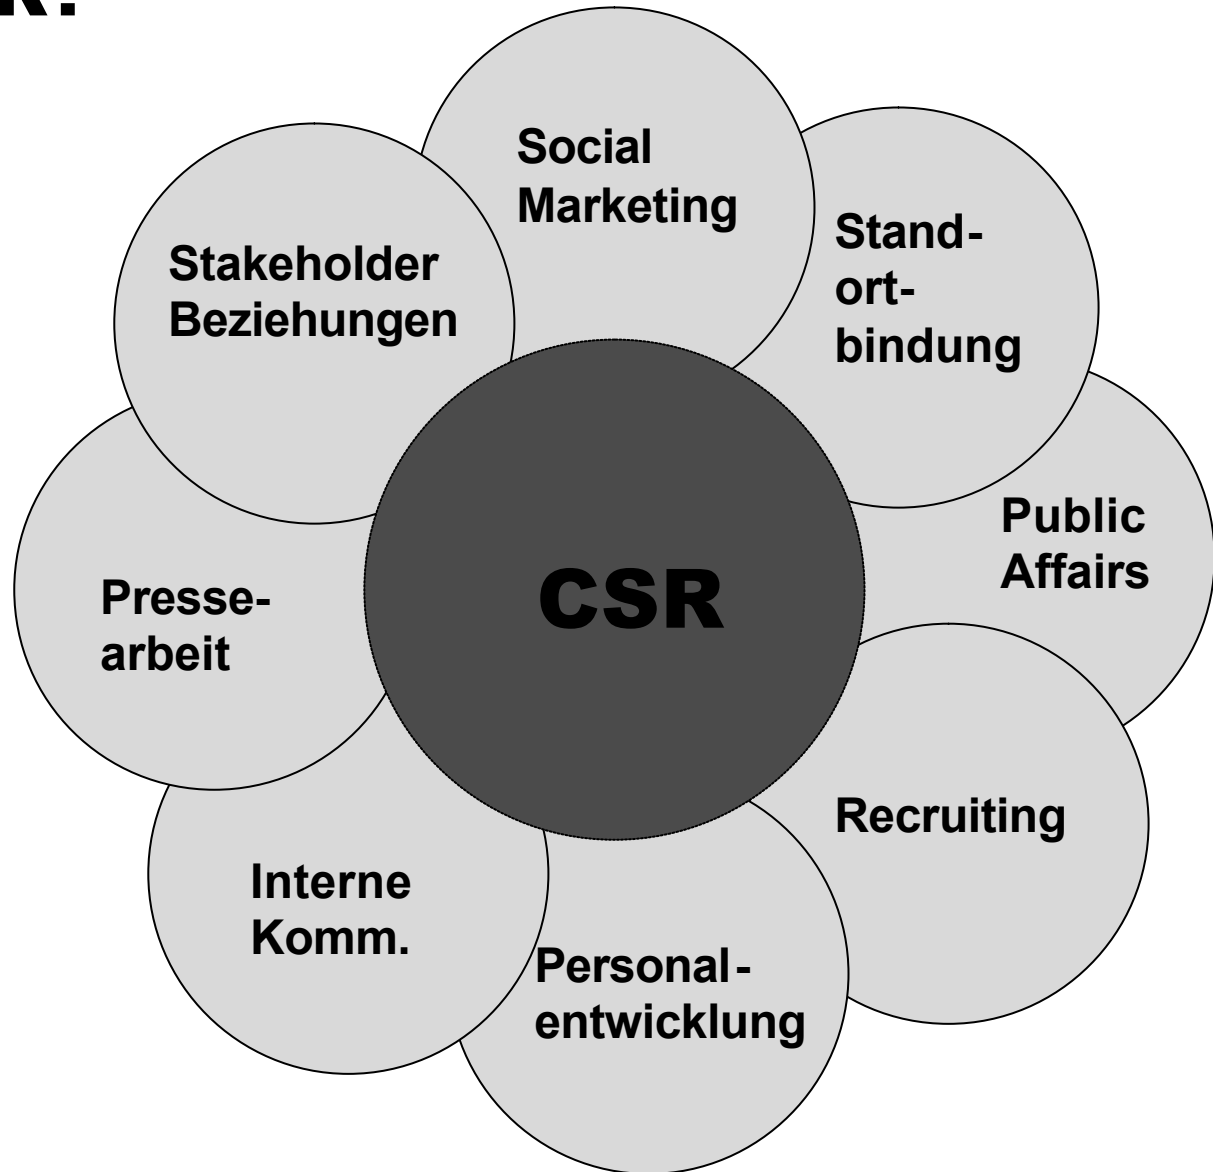 Social
Marketing
Stand-
ort-
bindung
Stakeholder
Beziehungen
Public
Affairs
CSR
Presse-
arbeit
Recruiting
Interne
Komm.
Personal-
entwicklung